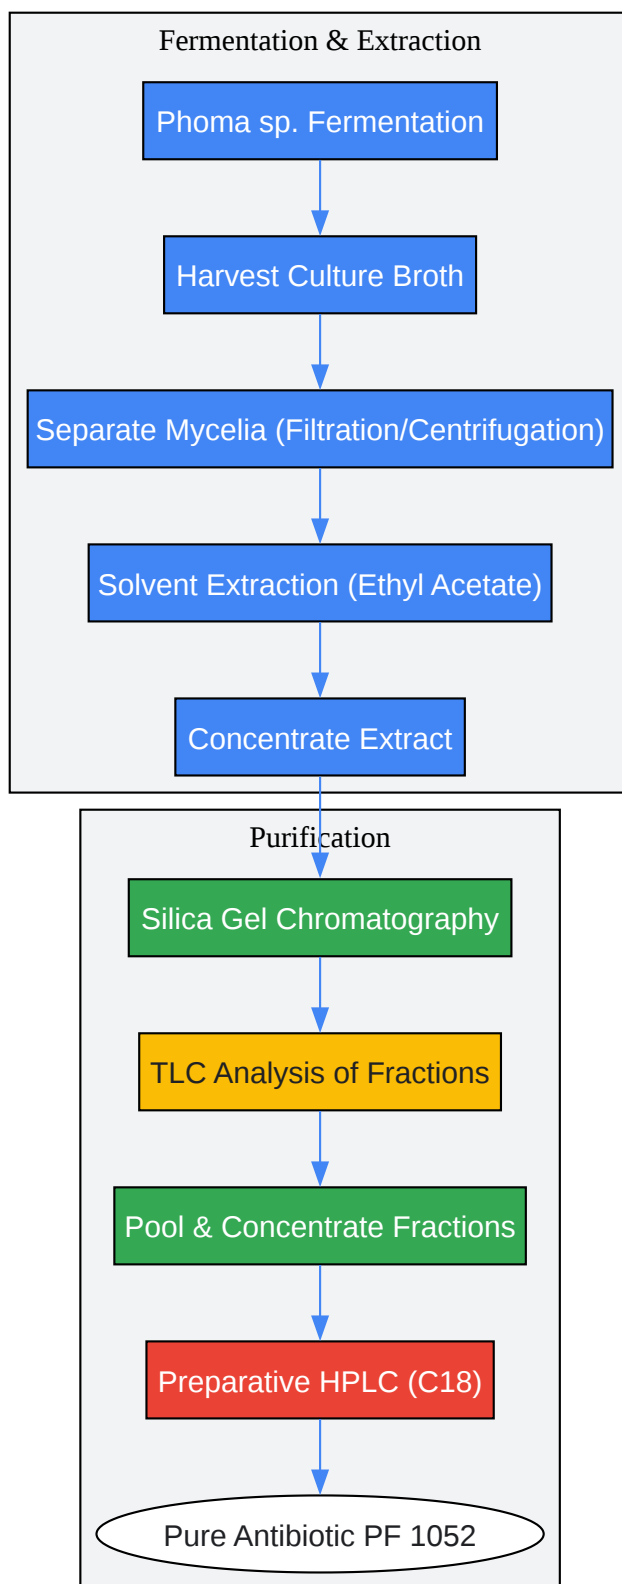 Fermentation & Extraction
Phoma sp. Fermentation
Harvest Culture Broth
Separate Mycelia (Filtration/Centrifugation)
Solvent Extraction (Ethyl Acetate)
Concentrate Extract
Purification
Silica Gel Chromatography
TLC Analysis of Fractions
Pool & Concentrate Fractions
Preparative HPLC (C18)
Pure Antibiotic PF 1052